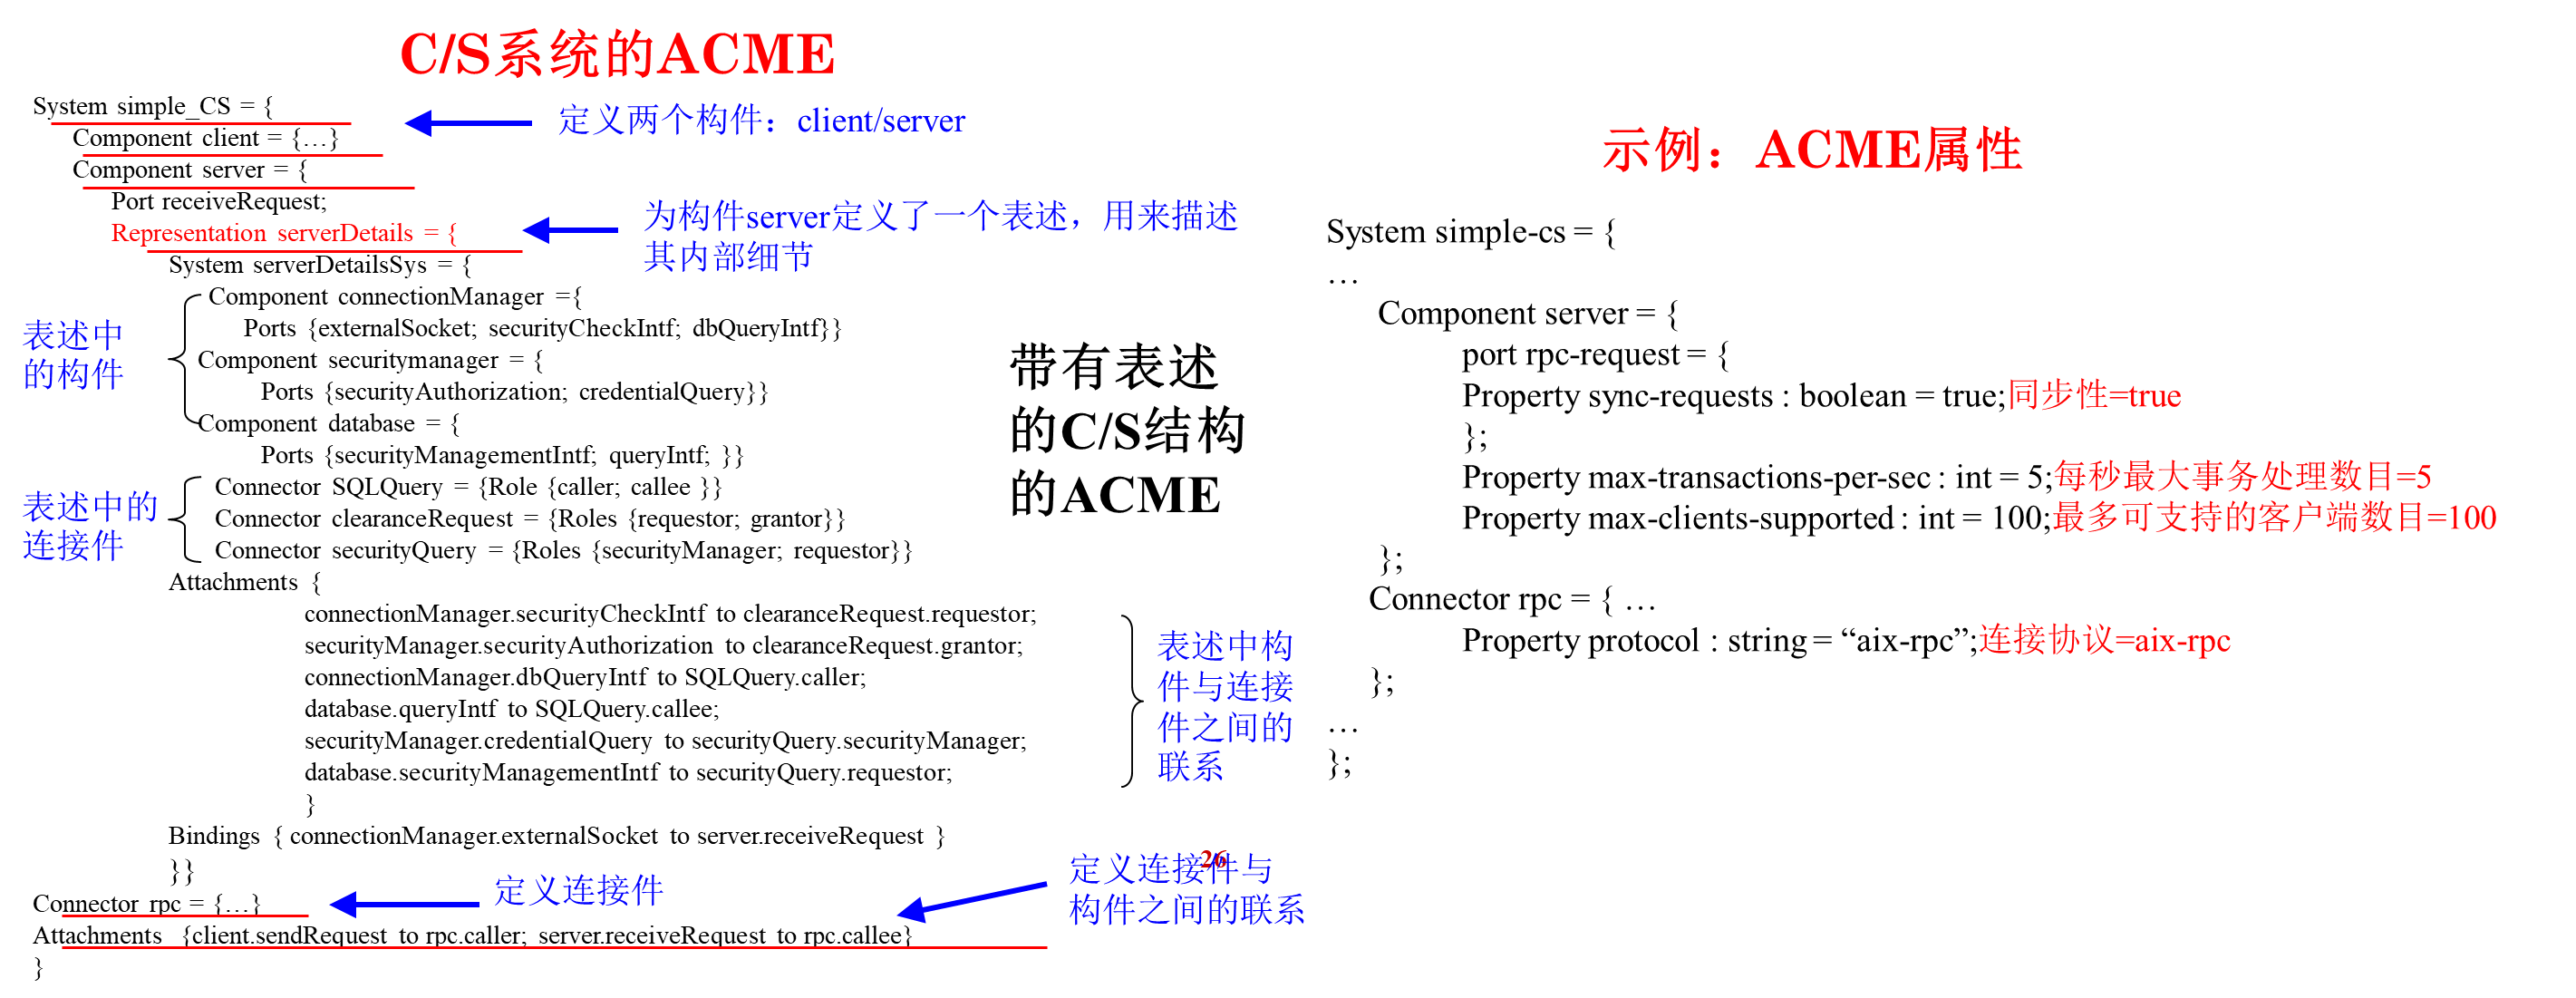 C/S系统的ACME
System simple_CS = {
Component client = {…}
Component server = {
Port receiveRequest;
Representation serverDetails = {
System serverDetailsSys = {
Component connectionManager ={
Ports {externalSocket; securityCheckIntf; dbQueryIntf}}
Component securitymanager = {
Ports {securityAuthorization; credentialQuery}}
Component database = {
Ports {securityManagementIntf; queryIntf; }}
Connector SQLQuery = {Role {caller; callee }}
Connector clearanceRequest = {Roles {requestor; grantor}}
Connector securityQuery = {Roles {securityManager; requestor}}
Attachments {
connectionManager.securityCheckIntf to clearanceRequest.requestor;
securityManager.securityAuthorization to clearanceRequest.grantor;
connectionManager.dbQueryIntf to SQLQuery.caller;
database.queryIntf to SQLQuery.callee;
securityManager.credentialQuery to securityQuery.securityManager;
database.securityManagementIntf to securityQuery.requestor;
}
Bindings { connectionManager.externalSocket to server.receiveRequest }
}}
Connector rpc = {…}
Attachments {client.sendRequest to rpc.caller; server.receiveRequest to rpc.callee}
}
定义两个构件：client/server
为构件server定义了一个表述，用来描述
其内部细节
表述中
的构件
表述中的
连接件
带有表述
的C/S结构
的ACME
表述中构
件与连接
件之间的
联系
定义连接件
26
定义连接件与
构件之间的联系
示例：ACME属性
System simple-cs = {
…
Component server = {
port rpc-request = {
Property sync-requests : boolean = true;同步性=true
};
Property max-transactions-per-sec : int = 5;每秒最大事务处理数目=5
Property max-clients-supported : int = 100;最多可支持的客户端数目=100
};
Connector rpc = { …
Property protocol : string = “aix-rpc”;连接协议=aix-rpc
};
…
};